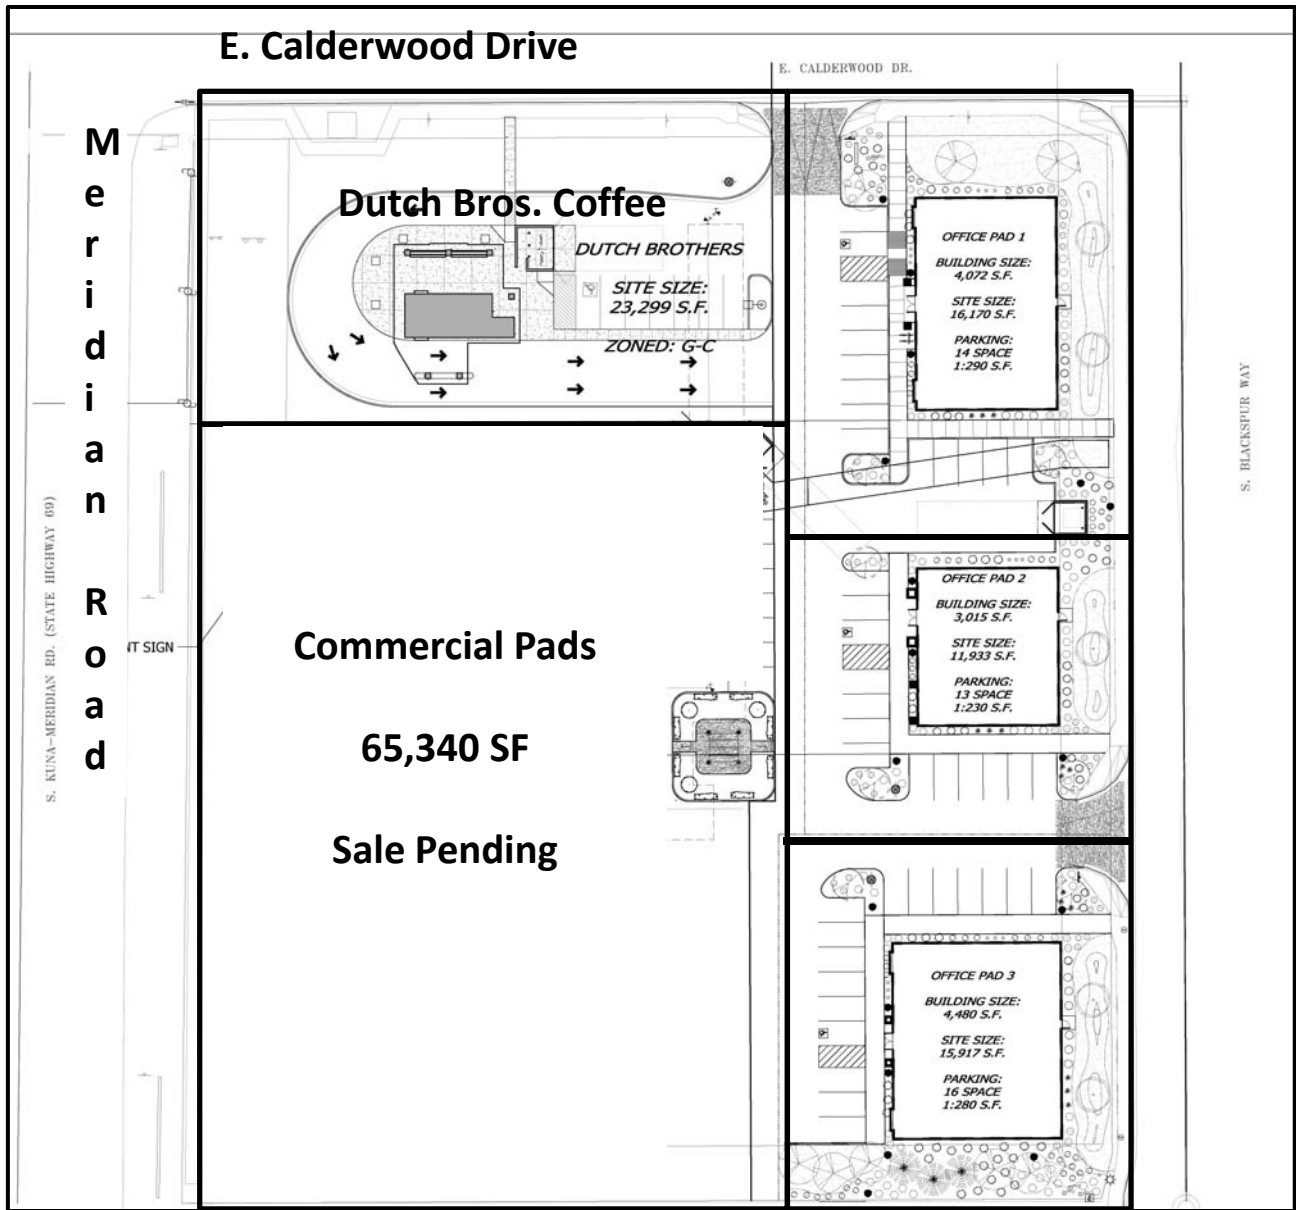 E. Calderwood Drive
E. CALDERWOOD DR.
Meridian Road
S. KUNA-MERIDIAN RD. (STATE HIGHWAY 69)
Dutch Bros. Coffee
DUTCH BROTHERS
SITE SIZE:
23,299 S.F.
ZONED: G-C
OFFICE PAD 1
BUILDING SIZE:
4,072 S.F.
SITE SIZE:
16,170 S.F.
PARKING:
14 SPACE
1:290 S.F.
S. BLACKSPUR WAY
NT SIGN
Commercial Pads
65,340 SF
Sale Pending
OFFICE PAD 2
BUILDING SIZE:
3,015 S.F.
SITE SIZE:
11,933 S.F.
PARKING:
13 SPACE
1:230 S.F.
OFFICE PAD 3
BUILDING SIZE:
4,480 S.F.
SITE SIZE:
15,917 S.F.
PARKING:
16 SPACE
1:280 S.F.